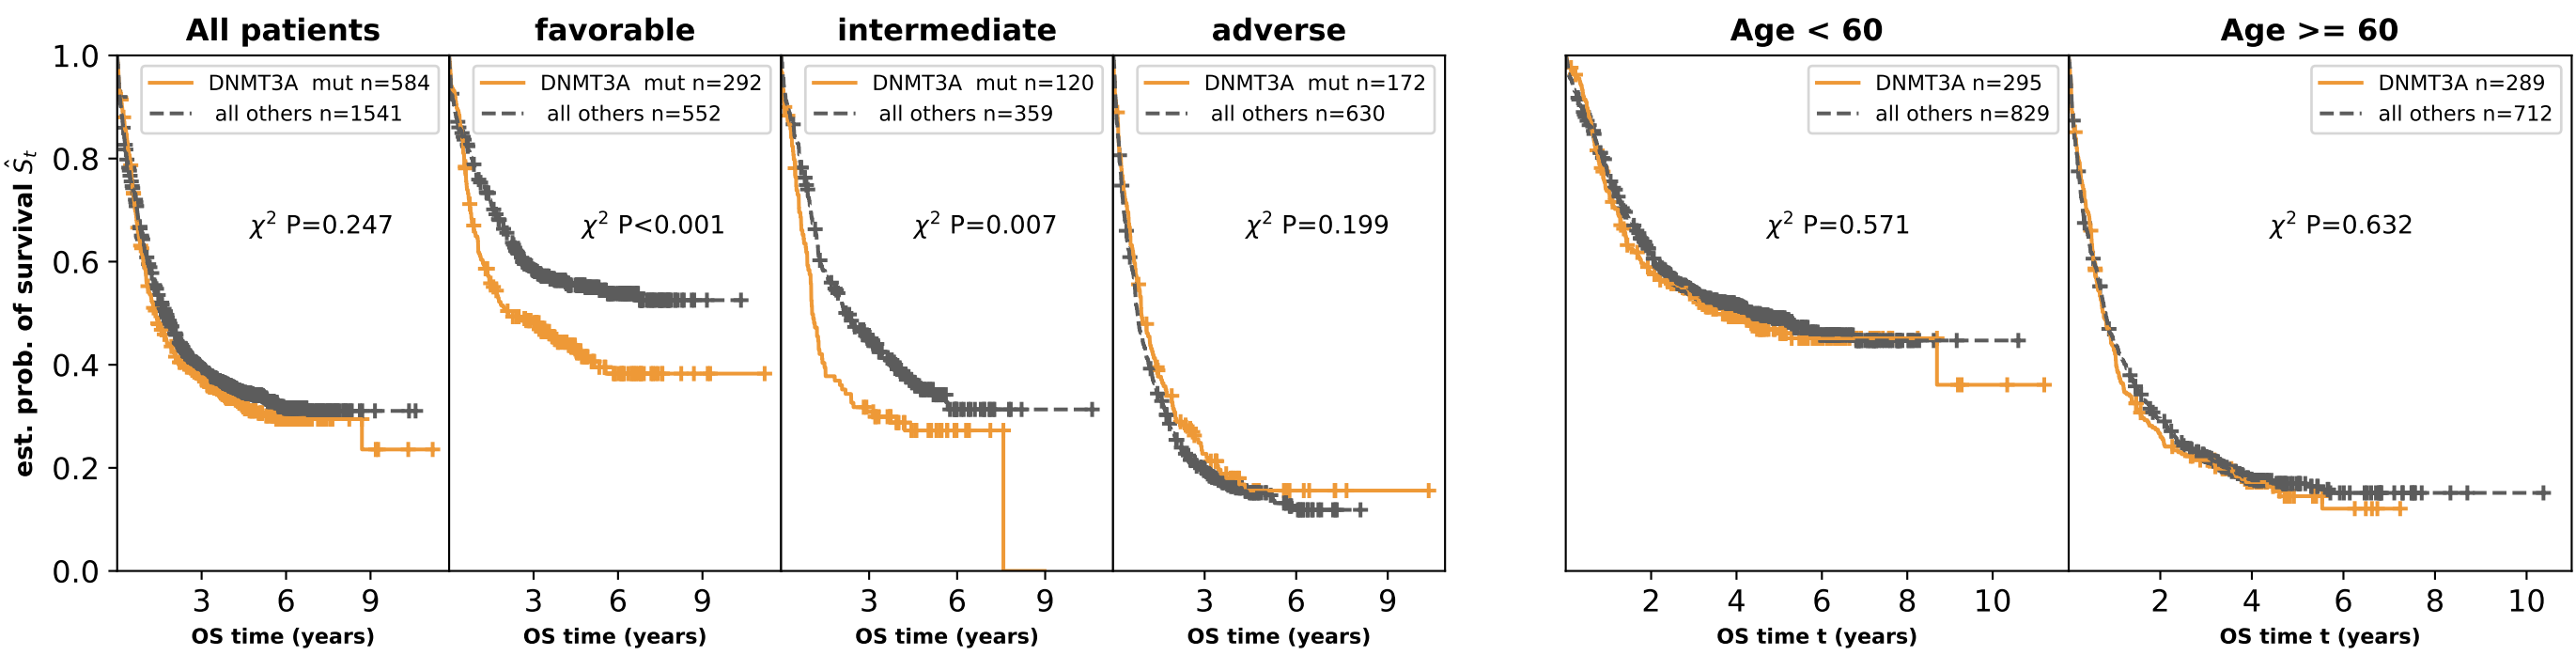 All patients
favorable
intermediate
adverse
Age < 60
Age >= 60
est. prob. of survival Ŝₜ
1.0
0.8
0.6
0.4
0.2
0.0
DNMT3A mut n=584
all others n=1541
χ² P=0.247
3 6 9
OS time (years)
DNMT3A mut n=292
all others n=552
χ² P<0.001
3 6 9
OS time (years)
DNMT3A mut n=120
all others n=359
χ² P=0.007
3 6 9
OS time (years)
DNMT3A mut n=172
all others n=630
χ² P=0.199
3 6 9
OS time (years)
DNMT3A n=295
all others n=829
χ² P=0.571
2 4 6 8 10
OS time t (years)
DNMT3A n=289
all others n=712
χ² P=0.632
2 4 6 8 10
OS time t (years)